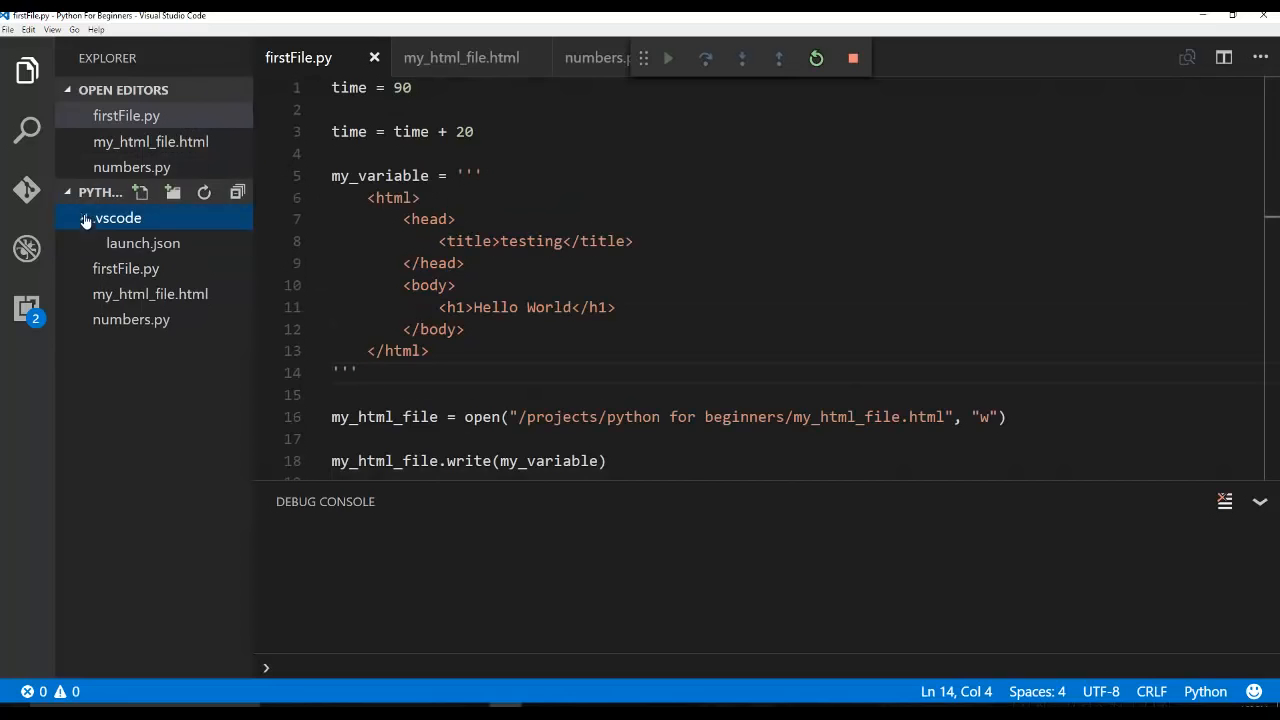 firstFile.py - Python For Beginners - Visual Studio Code
File Edit View Go Help
EXPLORER
OPEN EDITORS
firstFile.py
my_html_file.html
numbers.py
PYTH...
.vscode
launch.json
firstFile.py
my_html_file.html
numbers.py
2
firstFile.py my_html_file.html numbers.p
1 time = 90
2
3 time = time + 20
4
5 my_variable = '''
6 <html>
7 <head>
8 <title>testing</title>
9 </head>
10 <body>
11 <h1>Hello World</h1>
12 </body>
13 </html>
14 '''
15
16 my_html_file = open("/projects/python for beginners/my_html_file.html", "w")
17
18 my_html_file.write(my_variable)
DEBUG CONSOLE
0 0 Ln 14, Col 4 Spaces: 4 UTF-8 CRLF Python